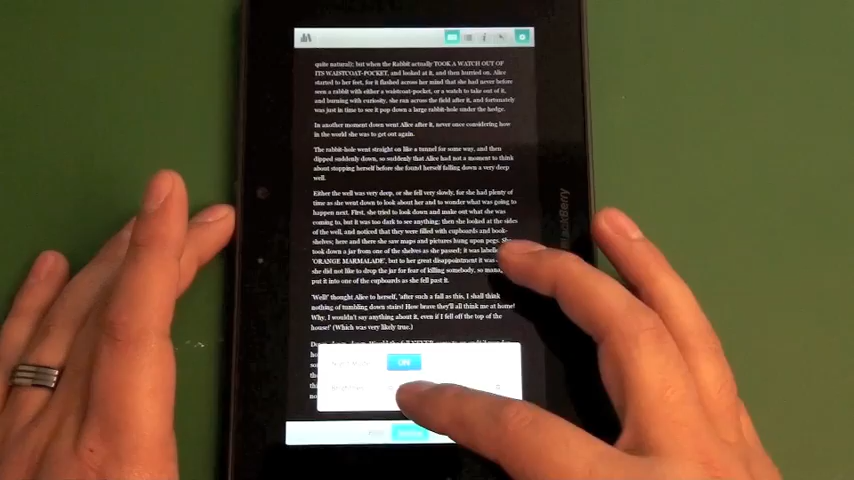 quite natural); but when the Rabbit actually TOOK A WATCH OUT OF
ITS WAISTCOAT-POCKET, and looked at it, and then hurried on, Alice
started to her feet, for it flashed across her mind that she had never before
seen a rabbit with either a waistcoat-pocket, or a watch to take out of it,
and burning with curiosity, she ran across the field after it, and fortunately
was just in time to see it pop down a large rabbit-hole under the hedge.
In another moment down went Alice after it, never once considering how
in the world she was to get out again.
The rabbit-hole went straight on like a tunnel for some way, and then
dipped suddenly down, so suddenly that Alice had not a moment to think
about stopping herself before she found herself falling down a very deep
well.
Either the well was very deep, or she fell very slowly, for she had plenty of
time as she went down to look about her and to wonder what was going to
happen next. First, she tried to look down and make out what she was
coming to, but it was too dark to see anything; then she looked at the sides
of the well, and noticed that they were filled with cupboards and book-
shelves; here and there she saw maps and pictures hung upon pegs. She
took down a jar from one of the shelves as she passed; it was labelled
'ORANGE MARMALADE', but to her great disappointment it was
she did not like to drop the jar for fear of killing somebody, so
put it into one of the cupboards as she fell past it.
'Well!' thought Alice to herself, 'after such a fall as this, I shall think
nothing of tumbling down stairs! How brave they'll all think me at home!
Why, I wouldn't say anything about it, even if I fell off the top of the
house!' (Which was very likely true.)
Down, down, down. Would the fall NEVER
ON
BlackBerry